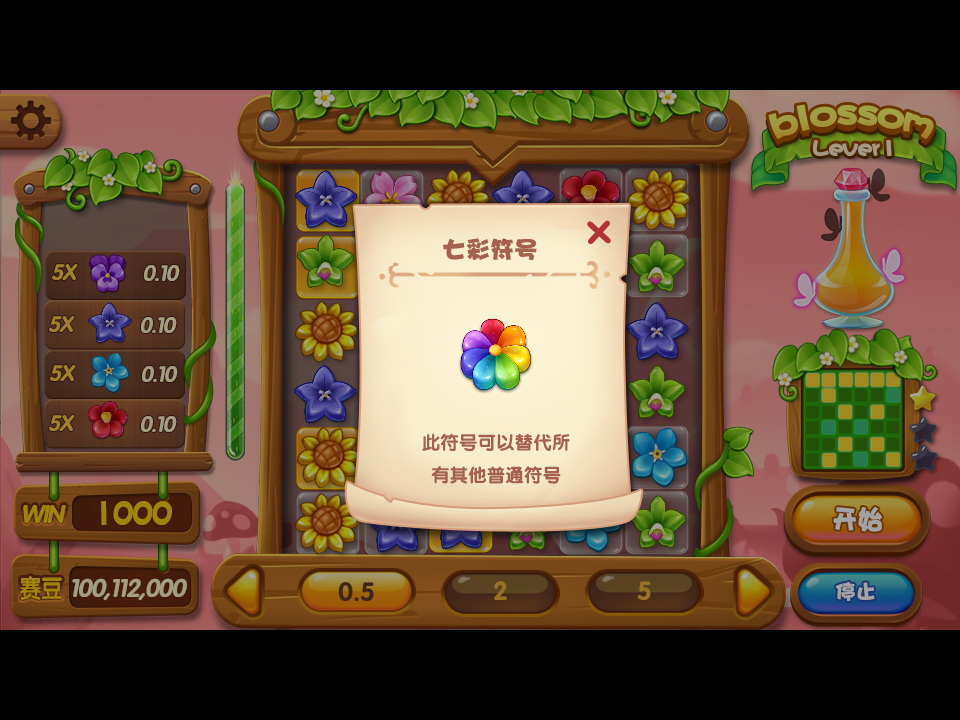 blossom
Level 1
七彩符号
此符号可以替代所
有其他普通符号
5X 0.10
5X 0.10
5X 0.10
5X 0.10
WIN 1000
赛豆 100,112,000
0.5 2 5
开始
停止